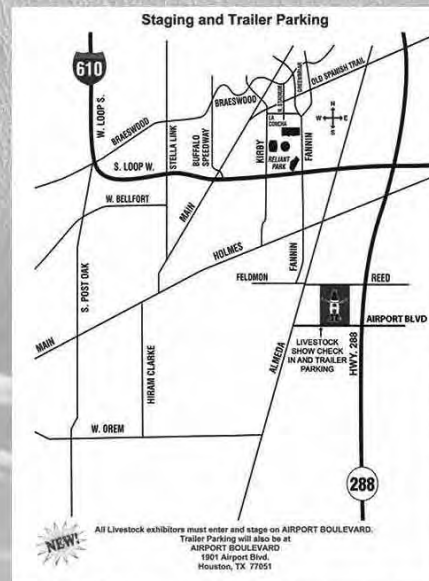 Staging and Trailer Parking
610
W. LOOP S.
BRAESWOOD
STELLA LINK
BUFFALO
SPEEDWAY
BRAESWOOD
GREENBRIAR
OLD SPANISH TRAIL
LA
CONCHA
N
W E
S
S. LOOP W.
KIRBY
RELIANT
PARK
FANNIN
W. BELLFORT
MAIN
HOLMES
S. POST OAK
FELDMON
FANNIN
REED
AIRPORT BLVD
LIVESTOCK
SHOW CHECK
IN AND TRAILER
PARKING
HWY. 288
MAIN
HIRAM CLARKE
ALMEDA
W. OREM
288
NEW!
All Livestock exhibitors must enter and stage on AIRPORT BOULEVARD.
Trailer Parking will also be at
AIRPORT BOULEVARD
1901 Airport Blvd.
Houston, TX 77051